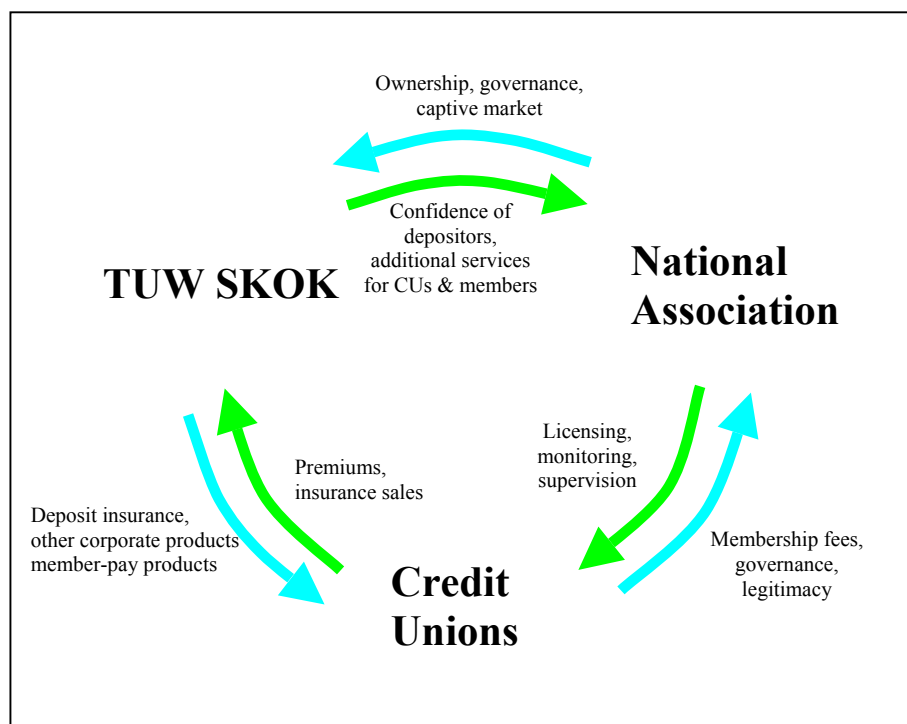 Ownership, governance,
captive market
Confidence of
depositors,
additional services
for CUs & members
TUW SKOK
National
Association
Licensing,
monitoring,
supervision
Premiums,
insurance sales
Deposit insurance,
other corporate products
member-pay products
Membership fees,
governance,
legitimacy
Credit
Unions